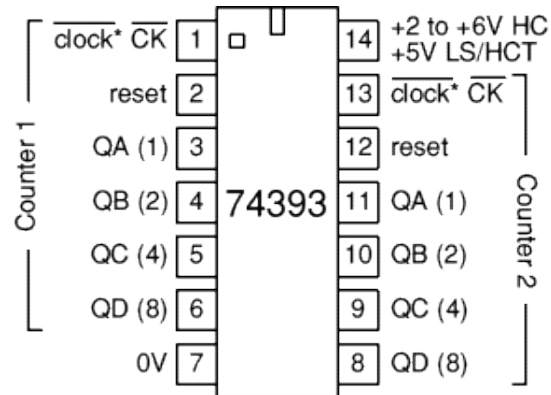 clock* CK 1
reset 2
QA (1) 3
QB (2) 4
QC (4) 5
QD (8) 6
0V 7
Counter 1
74393
14 +2 to +6V HC
+5V LS/HCT
13 clock* CK
12 reset
11 QA (1)
10 QB (2)
9 QC (4)
8 QD (8)
Counter 2